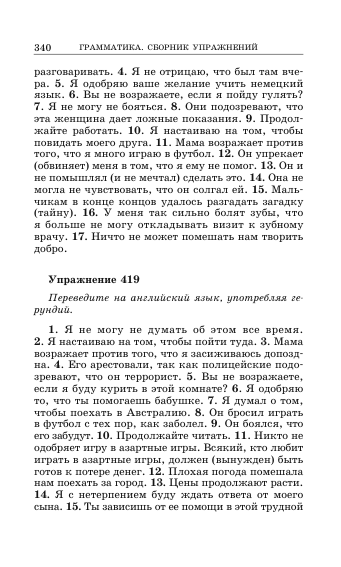 340 ГРАММАТИКА. СБОРНИК УПРАЖНЕНИЙ
разговаривать. 4. Я не отрицаю, что был там вче-
ра. 5. Я одобряю ваше желание учить немецкий
язык. 6. Вы не возражаете, если я пойду гулять?
7. Я не могу не бояться. 8. Они подозревают, что
эта женщина дает ложные показания. 9. Продол-
жайте работать. 10. Я настаиваю на том, чтобы
повидать моего друга. 11. Мама возражает против
того, что я много играю в футбол. 12. Он упрекает
(обвиняет) меня в том, что я ему не помог. 13. Он и
не помышлял (и не мечтал) сделать это. 14. Она не
могла не чувствовать, что он солгал ей. 15. Маль-
чикам в конце концов удалось разгадать загадку
(тайну). 16. У меня так сильно болят зубы, что
я больше не могу откладывать визит к зубному
врачу. 17. Ничто не может помешать нам творить
добро.
Упражнение 419
Переведите на английский язык, употребляя ге-
рундий.
1. Я не могу не думать об этом все время.
2. Я настаиваю на том, чтобы пойти туда. 3. Мама
возражает против того, что я засиживаюсь допозд-
на. 4. Его арестовали, так как полицейские подо-
зревают, что он террорист. 5. Вы не возражаете,
если я буду курить в этой комнате? 6. Я одобряю
то, что ты помогаешь бабушке. 7. Я думал о том,
чтобы поехать в Австралию. 8. Он бросил играть
в футбол с тех пор, как заболел. 9. Он боялся, что
его забудут. 10. Продолжайте читать. 11. Никто не
одобряет игру в азартные игры. Всякий, кто любит
играть в азартные игры, должен (вынужден) быть
готов к потере денег. 12. Плохая погода помешала
нам поехать за город. 13. Цены продолжают расти.
14. Я с нетерпением буду ждать ответа от моего
сына. 15. Ты зависишь от ее помощи в этой трудной